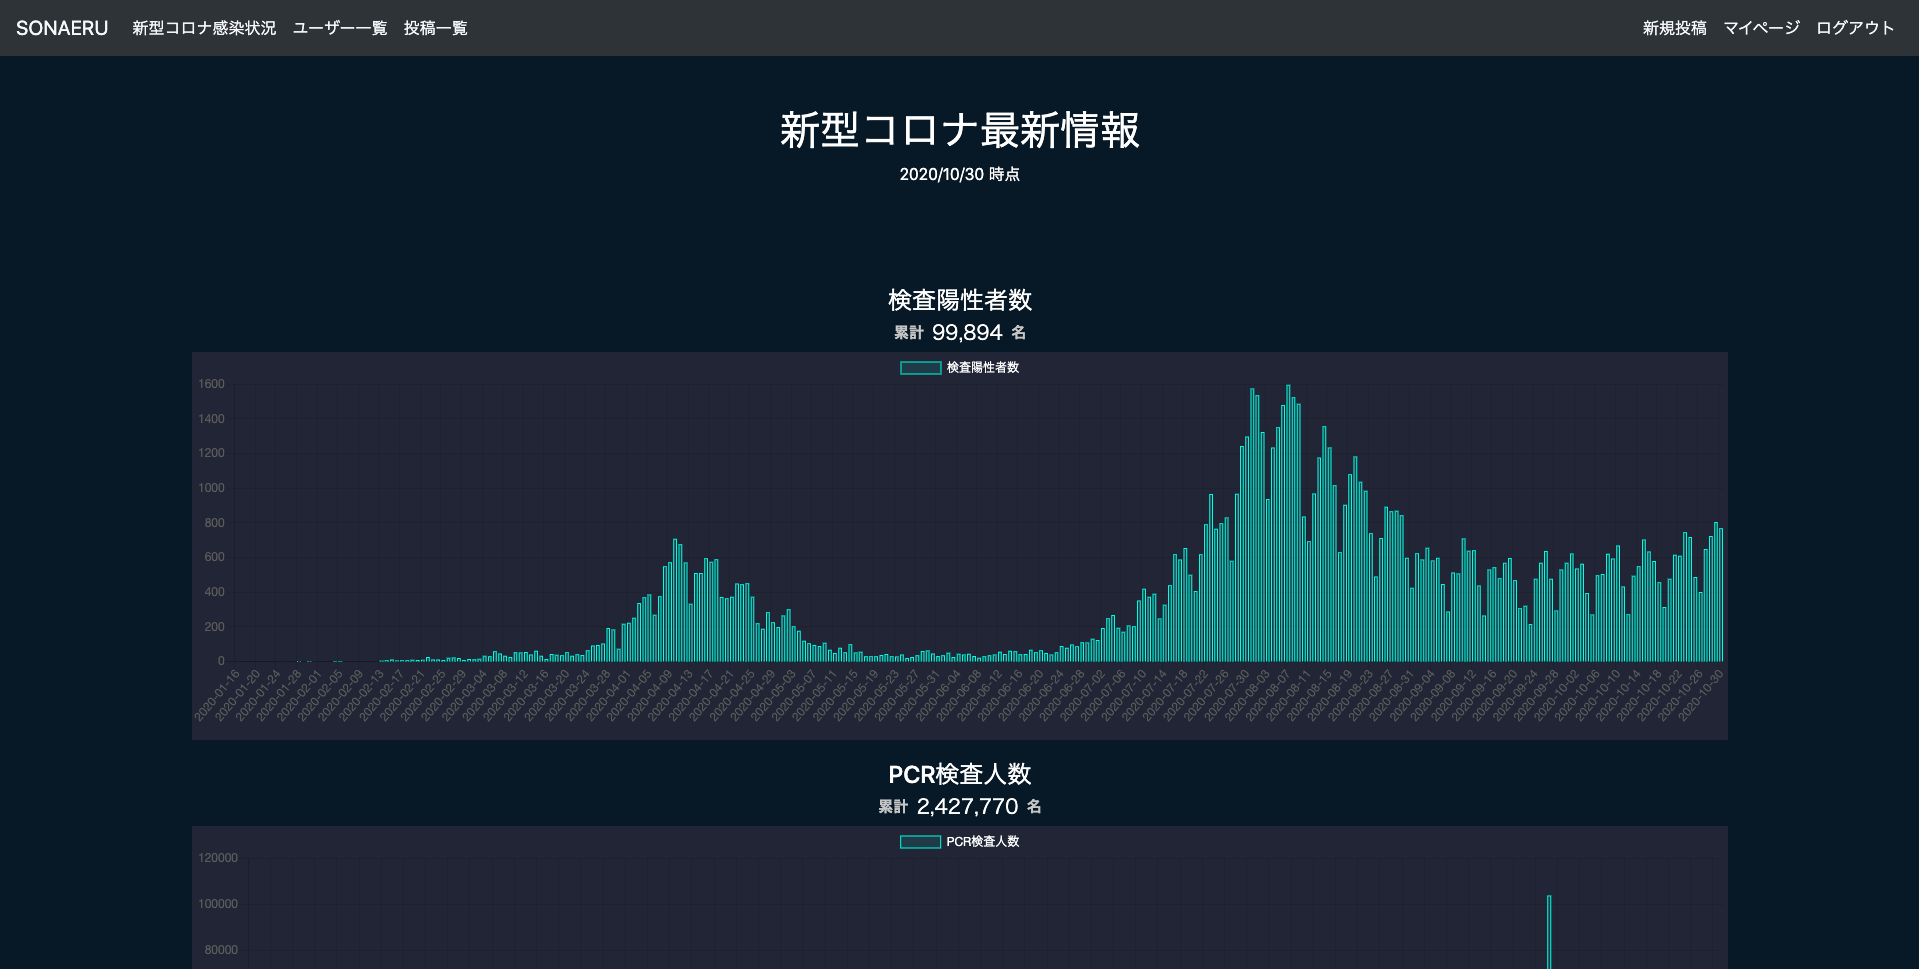 SONAERU 新型コロナ感染状況 ユーザー一覧 投稿一覧 新規投稿 マイページ ログアウト
新型コロナ最新情報
2020/10/30 時点
検査陽性者数
累計 99,894 名
検査陽性者数
1600
1400
1200
1000
800
600
400
200
0
2020-01-16 2020-01-20 2020-01-24 2020-01-28 2020-02-01 2020-02-05 2020-02-09 2020-02-13 2020-02-17 2020-02-21 2020-02-25 2020-02-29 2020-03-04 2020-03-08 2020-03-12 2020-03-16 2020-03-20 2020-03-24 2020-03-28 2020-04-01 2020-04-05 2020-04-09 2020-04-13 2020-04-17 2020-04-21 2020-04-25 2020-04-29 2020-05-03 2020-05-07 2020-05-11 2020-05-15 2020-05-19 2020-05-23 2020-05-27 2020-05-31 2020-06-04 2020-06-08 2020-06-12 2020-06-16 2020-06-20 2020-06-24 2020-06-28 2020-07-02 2020-07-06 2020-07-10 2020-07-14 2020-07-18 2020-07-22 2020-07-26 2020-07-30 2020-08-03 2020-08-07 2020-08-11 2020-08-15 2020-08-19 2020-08-23 2020-08-27 2020-08-31 2020-09-04 2020-09-08 2020-09-12 2020-09-16 2020-09-20 2020-09-24 2020-09-28 2020-10-02 2020-10-06 2020-10-10 2020-10-14 2020-10-18 2020-10-22 2020-10-26 2020-10-30
PCR検査人数
累計 2,427,770 名
PCR検査人数
120000
100000
80000